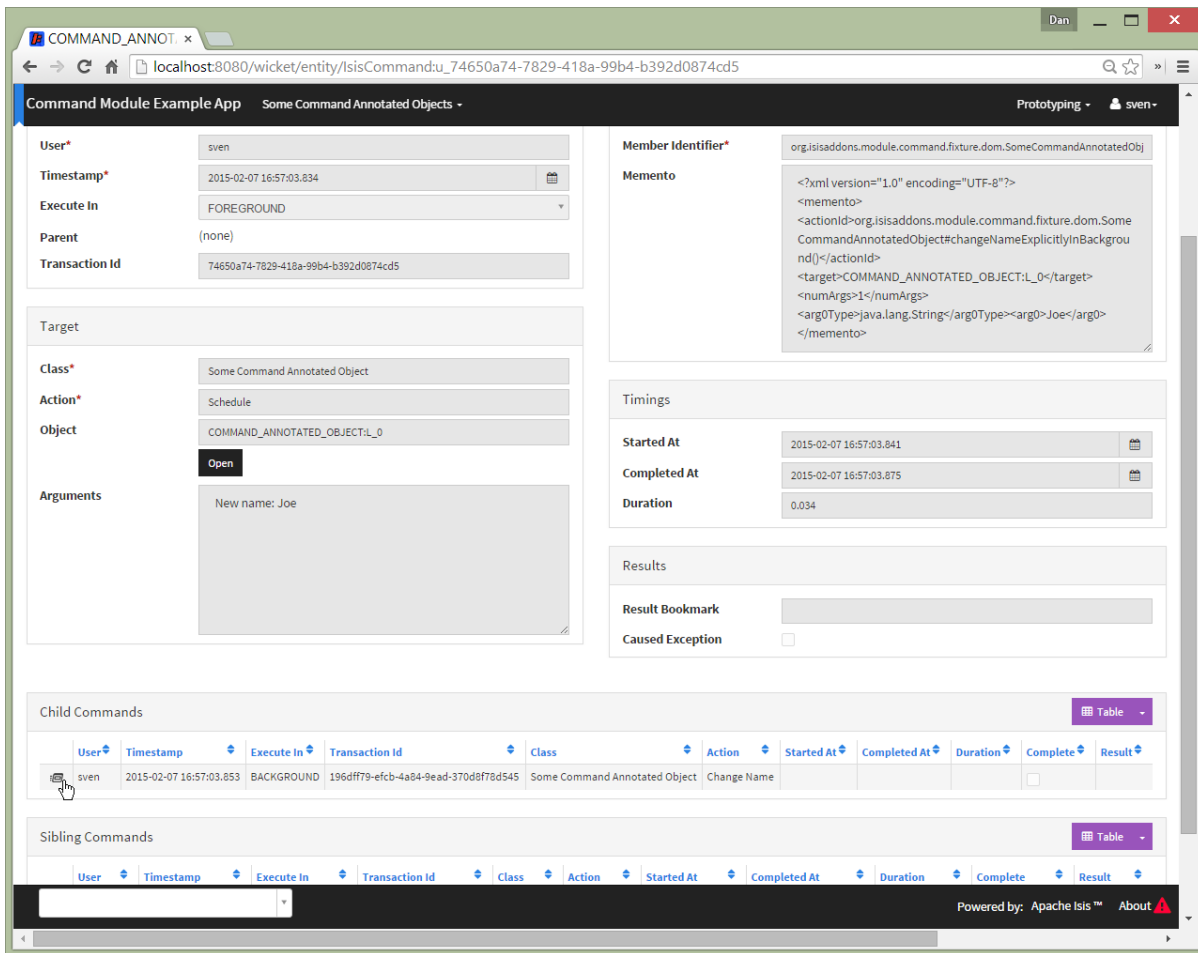 Dan
COMMAND_ANNOT.
localhost:8080/wicket/entity/IsisCommand:u_74650a74-7829-418a-99b4-b392d0874cd5
Command Module Example App
Some Command Annotated Objects
Prototyping
sven
User*
sven
Timestamp*
2015-02-07 16:57:03.834
Execute In
FOREGROUND
Parent
(none)
Transaction Id
74650a74-7829-418a-99b4-b392d0874cd5
Target
Class*
Some Command Annotated Object
Action*
Schedule
Object
COMMAND_ANNOTATED_OBJECT:L_0
Open
Arguments
New name: Joe
Member Identifier*
org.isisaddons.module.command.fixture.dom.SomeCommandAnnotatedObj
Memento
<?xml version="1.0" encoding="UTF-8"?>
<memento>
<actionId>org.isisaddons.module.command.fixture.dom.Some
CommandAnnotatedObject#changeNameExplicitlyInBackgrou
nd()</actionId>
<target>COMMAND_ANNOTATED_OBJECT:L_0</target>
<numArgs>1</numArgs>
<arg0Type>java.lang.String</arg0Type><arg0>Joe</arg0>
</memento>
Timings
Started At
2015-02-07 16:57:03.841
Completed At
2015-02-07 16:57:03.875
Duration
0.034
Results
Result Bookmark
Caused Exception
Child Commands
Table
User Timestamp Execute In Transaction Id Class Action Started At Completed At Duration Complete Result
sven 2015-02-07 16:57:03.853 BACKGROUND 196dff79-efcb-4a84-9ead-370d8f78d545 Some Command Annotated Object Change Name
Sibling Commands
Table
User Timestamp Execute In Transaction Id Class Action Started At Completed At Duration Complete Result
Powered by: Apache Isis ™ About